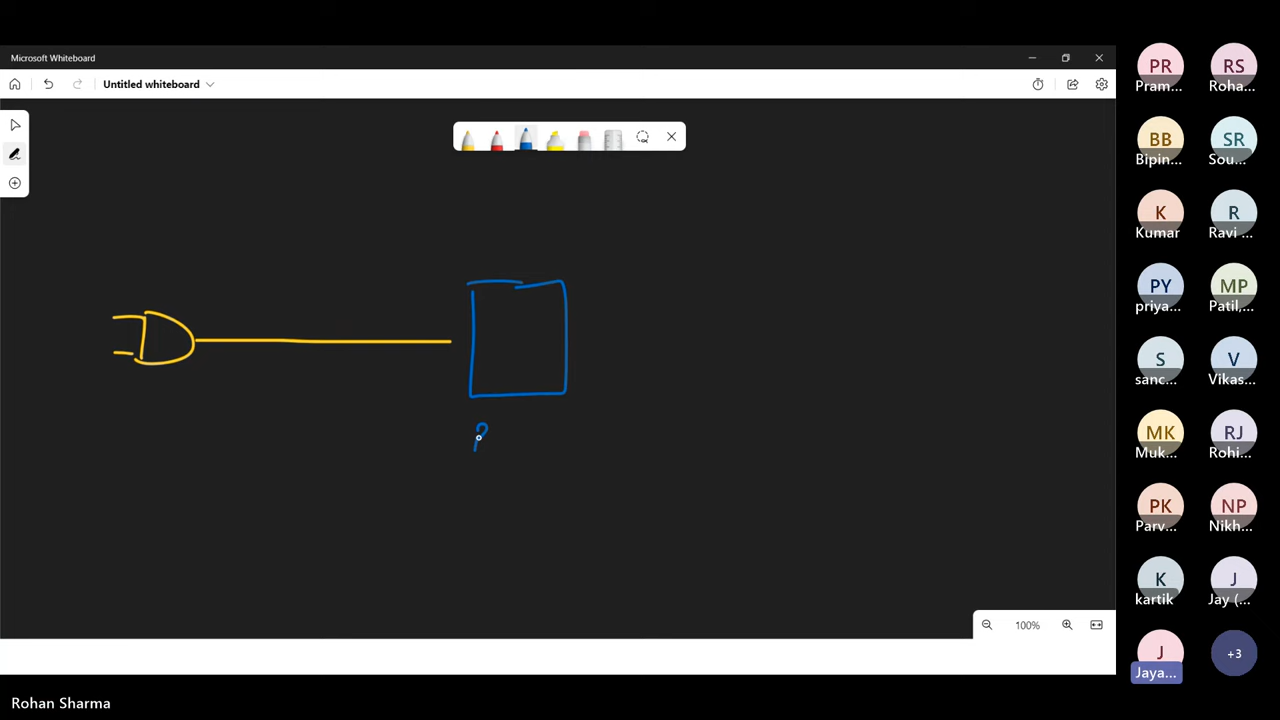 Microsoft Whiteboard
Untitled whiteboard
PR RS
Pram... Roha...
BB SR
Bipin... Sou...
K R
Kumar Ravi ...
PY MP
priya... Patil,...
S V
sanc... Vikas...
MK RJ
Muk... Rohi...
PK NP
Parv... Nikh...
K J
kartik Jay (...
P
100%
J +3
Jaya...
Rohan Sharma